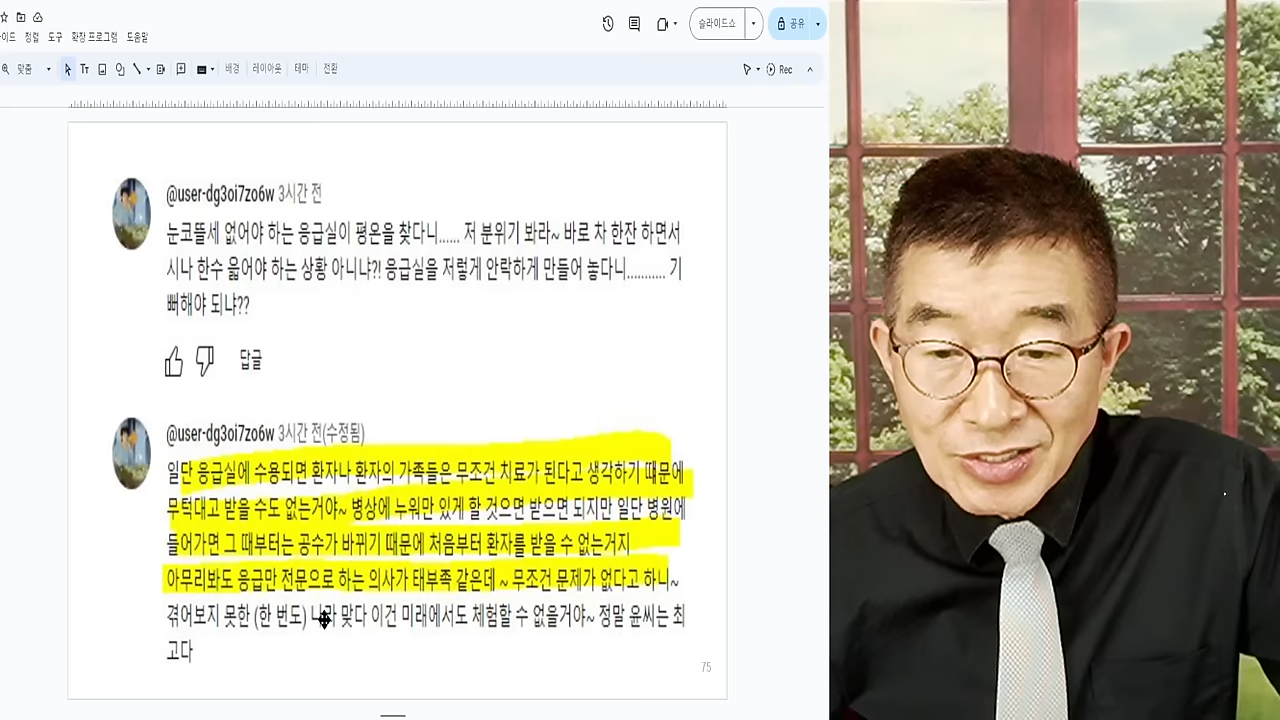 이드 정렬 도구 확장 프로그램 도움말
슬라이드쇼
공유
맞춤
Tт
배경
레이아웃
테마
전환
Rec
@user-dg3oi7zo6w 3시간 전
눈코뜰세 없어야 하는 응급실이 평온을 찾다니...... 저 분위기 봐라~ 바로 차 한잔 하면서
시나 한수 읇어야 하는 상황 아니냐?! 응급실을 저렇게 안락하게 만들어 놓다니........... 기
뻐해야 되냐??
답글
@user-dg3oi7zo6w 3시간 전(수정됨)
일단 응급실에 수용되면 환자나 환자의 가족들은 무조건 치료가 된다고 생각하기 때문에
무턱대고 받을 수도 없는거야~ 병상에 누워만 있게 할 것으면 받으면 되지만 일단 병원에
들어가면 그 때부터는 공수가 바뀌기 때문에 처음부터 환자를 받을 수 없는거지
아무리봐도 응급만 전문으로 하는 의사가 태부족 같은데 ~ 무조건 문제가 없다고 하니~
겪어보지 못한 (한 번도) 맞다 이건 미래에서도 체험할 수 없을거야~ 정말 윤씨는 최
고다
75